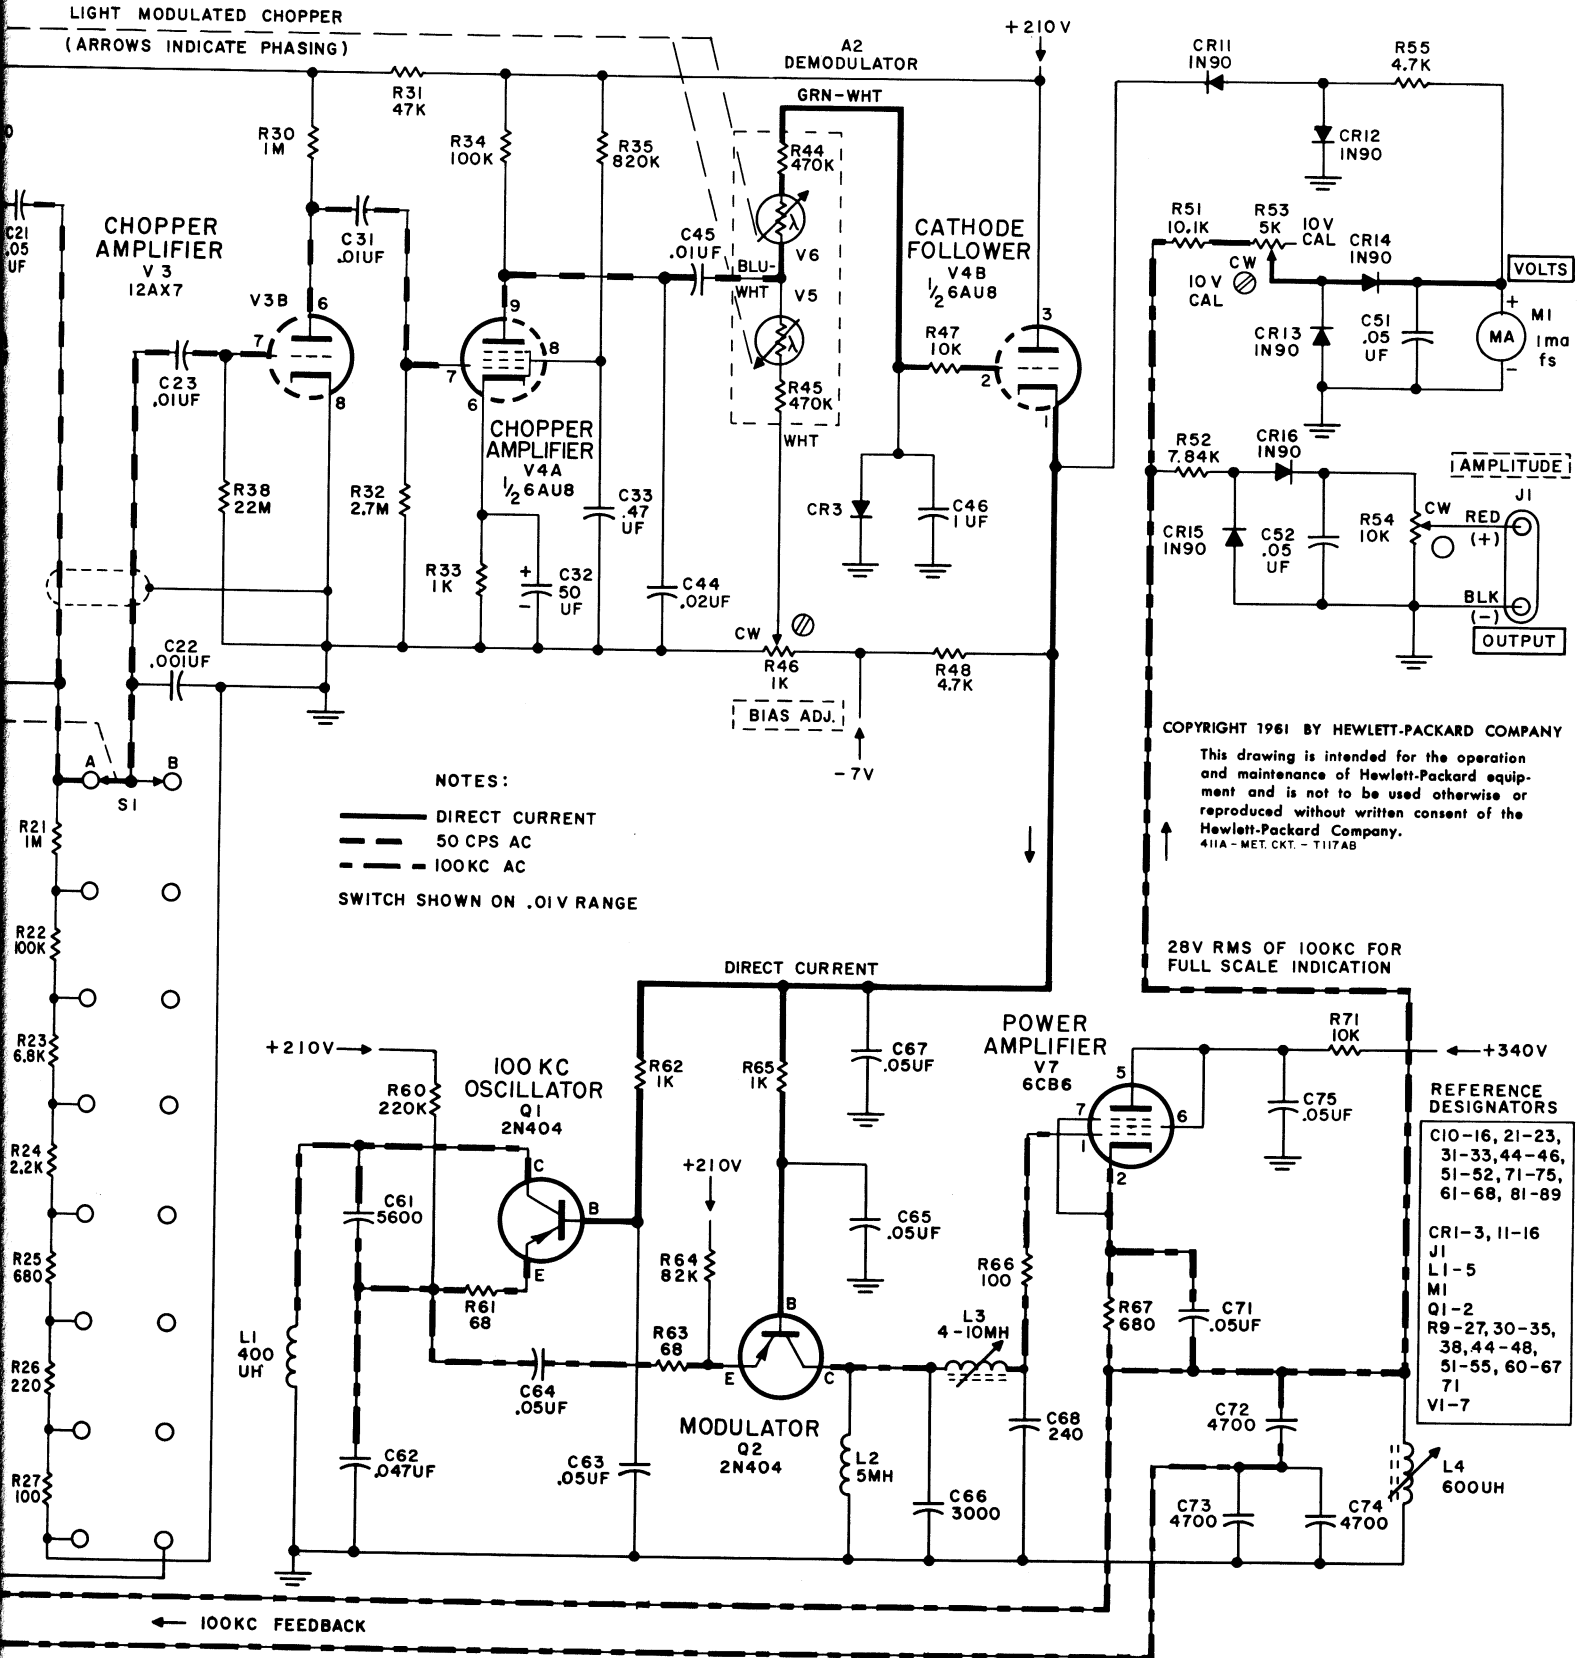 LIGHT MODULATED CHOPPER
(ARROWS INDICATE PHASING)
+210V
A2
DEMODULATOR
GRN-WHT
CR11
1N90
R55
4.7K
R31
47K
R30
1M
R34
100K
R35
820K
R44
470K
CR12
1N90
C21
.05
UF
CHOPPER
AMPLIFIER
V3
12AX7
C31
.01UF
C45
.01UF
BLU-
WHT
λ
V6
V5
λ
CATHODE
FOLLOWER
V4B
1/2 6AU8
R51
10.1K
R53
5K
10V
CAL
CW
10V
CAL
CR14
1N90
VOLTS
V3B
6
7
8
9
8
7
6
3
2
1
R47
10K
CR13
1N90
C51
.05
UF
+
MA
-
M1
1ma
fs
C23
.01UF
R45
470K
WHT
CHOPPER
AMPLIFIER
V4A
1/2 6AU8
R52
7.84K
CR16
1N90
AMPLITUDE
J1
R38
22M
R32
2.7M
C33
.47
UF
CR3
C46
1UF
CR15
1N90
C52
.05
UF
R54
10K
CW
RED
(+)
R33
1K
+
-
C32
50
UF
C44
.02UF
BLK
(-)
OUTPUT
C22
.001UF
CW
R46
1K
R48
4.7K
BIAS ADJ.
-7V
COPYRIGHT 1961 BY HEWLETT-PACKARD COMPANY
This drawing is intended for the operation
and maintenance of Hewlett-Packard equip-
ment and is not to be used otherwise or
reproduced without written consent of the
Hewlett-Packard Company.
411A - MET. CKT. - T117AB
A
B
S1
NOTES:
DIRECT CURRENT
50 CPS AC
100KC AC
SWITCH SHOWN ON .01V RANGE
R21
1M
R22
100K
R23
6.8K
R24
2.2K
R25
680
R26
220
R27
100
28V RMS OF 100KC FOR
FULL SCALE INDICATION
DIRECT CURRENT
+210V
100 KC
OSCILLATOR
Q1
2N404
R60
220K
R62
1K
R65
1K
C67
.05UF
POWER
AMPLIFIER
V7
6CB6
R71
10K
+340V
5
7
1
6
2
C75
.05UF
REFERENCE
DESIGNATORS
C10-16, 21-23,
31-33, 44-46,
51-52, 71-75,
61-68, 81-89
CR1-3, 11-16
J1
L1-5
M1
Q1-2
R9-27, 30-35,
38, 44-48,
51-55, 60-67
71
V1-7
C
B
E
C61
5600
+210V
C65
.05UF
R64
82K
R61
68
R66
100
L3
4-10MH
R67
680
C71
.05UF
L1
400
UH
R63
68
B
E
C
C64
.05UF
MODULATOR
Q2
2N404
C68
240
C72
4700
C62
.047UF
C63
.05UF
L2
5MH
C66
3000
C73
4700
C74
4700
L4
600UH
100KC FEEDBACK